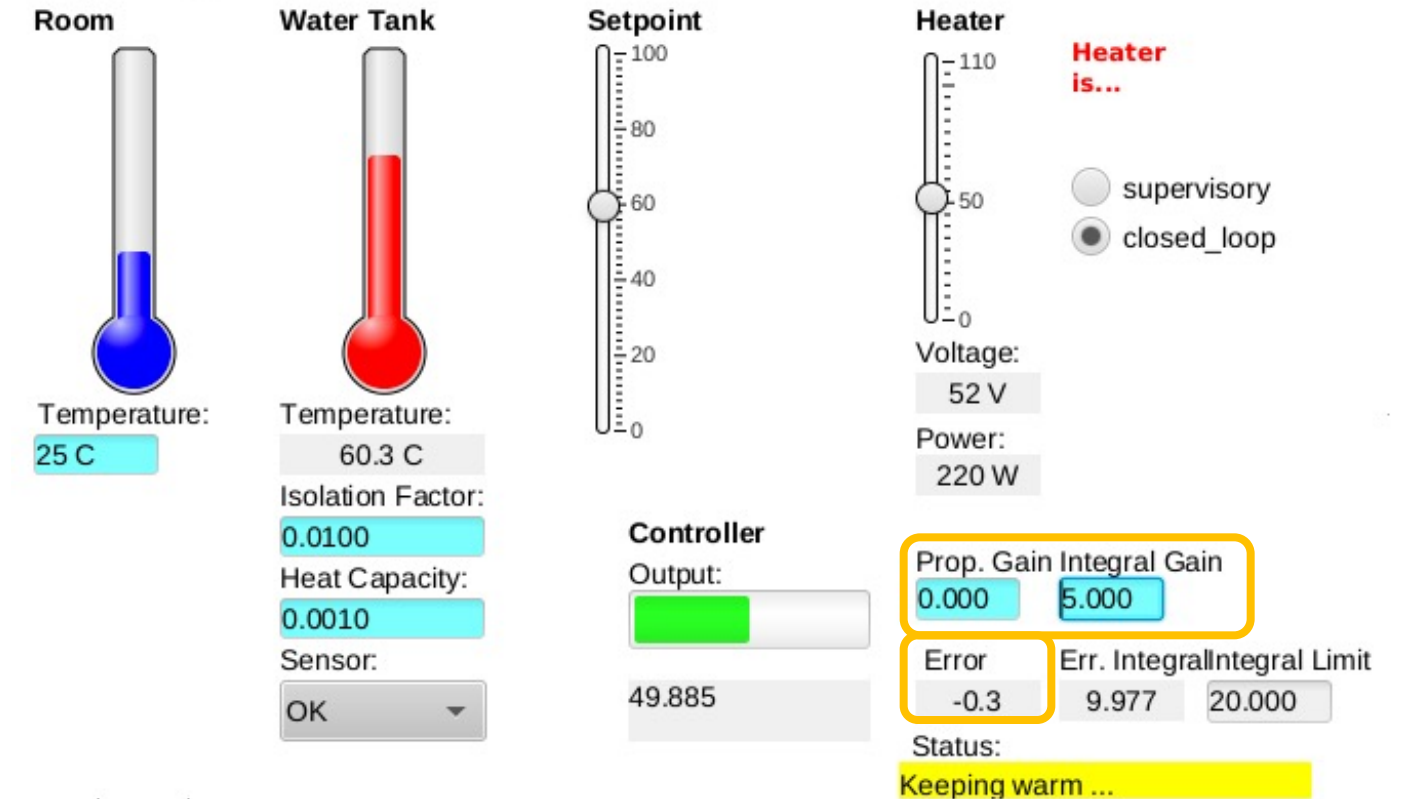 Room
Water Tank
Setpoint
Heater
100
80
60
40
20
0
110
50
0
Heater
is...
supervisory
closed_loop
Temperature:
25 C
Temperature:
60.3 C
Isolation Factor:
0.0100
Heat Capacity:
0.0010
Sensor:
OK
Voltage:
52 V
Power:
220 W
Controller
Output:
49.885
Prop. Gain Integral Gain
0.000 5.000
Error Err. Integral Integral Limit
-0.3 9.977 20.000
Status:
Keeping warm ...